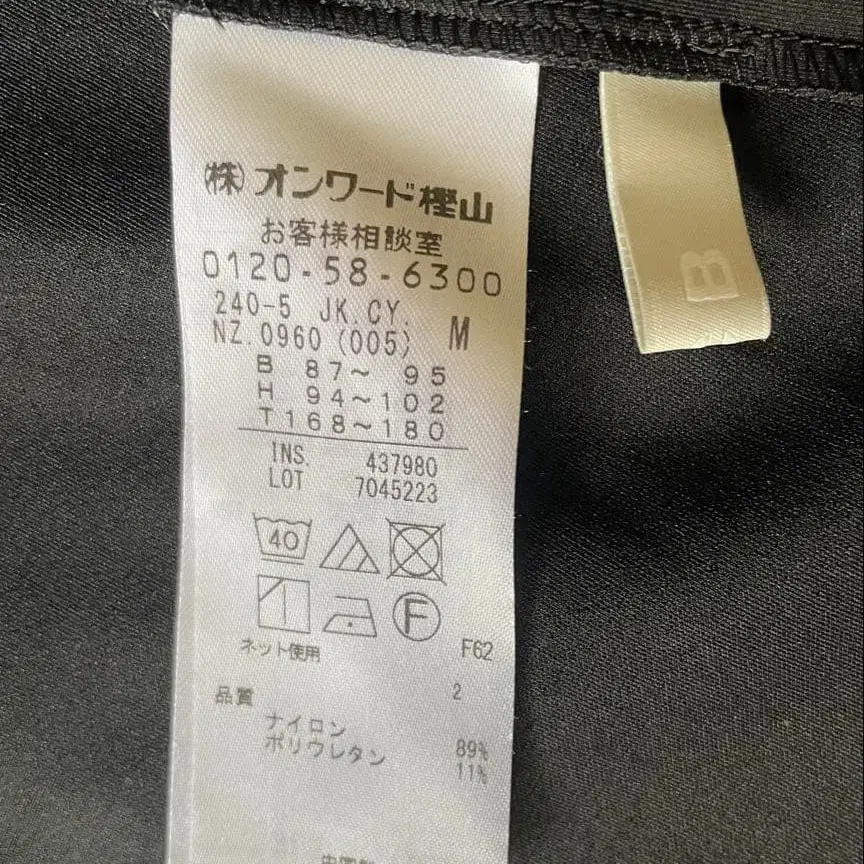 ㈱オンワード樫山
お客様相談室
0120-58-6300
240-5 JK.CY. M
NZ.0960 (005)
B 87～ 95
H 94～102
T168～180
INS. 437980
LOT 7045223
40
F
ネット使用 F62
品質 2
ナイロン 89%
ポリウレタン 11%
B